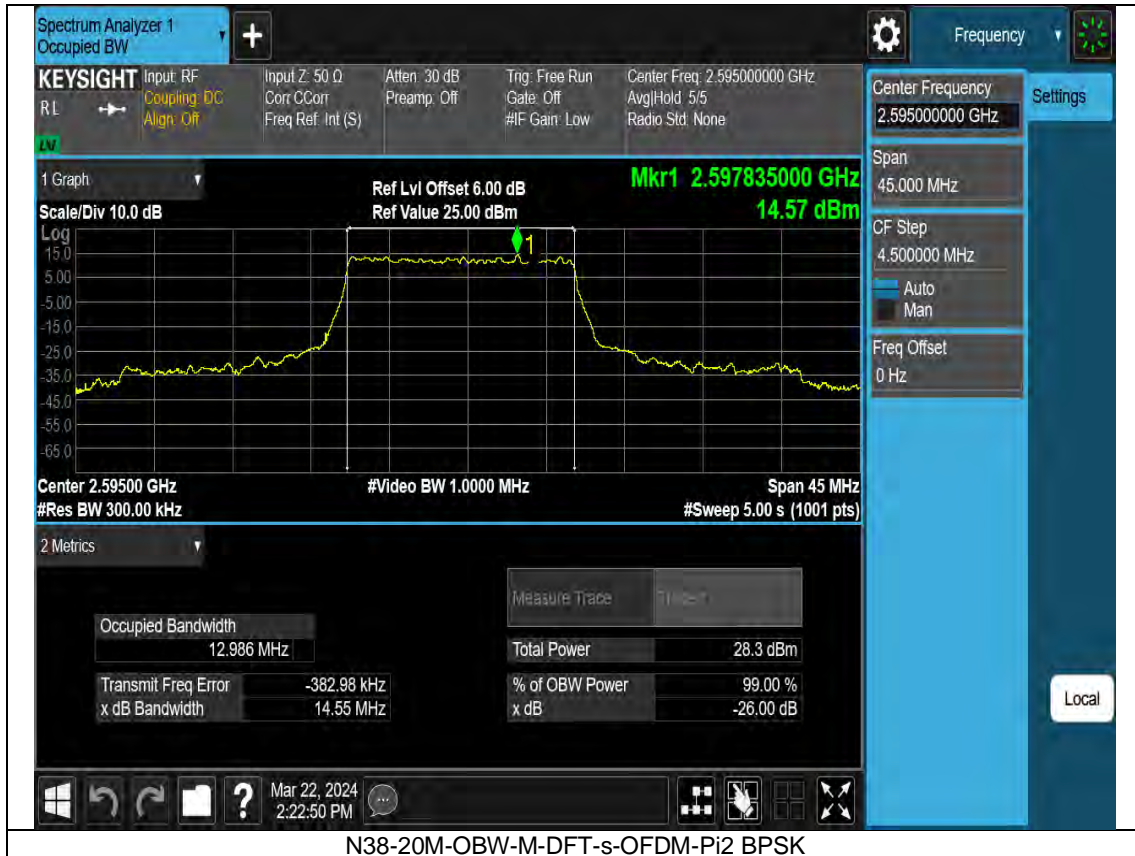 Spectrum Analyzer 1
Occupied BW
+
Frequency
KEYSIGHT
RL
LNI
Input: RF
Coupling: DC
Align: Off
Input Z: 50 Ω
Corr CCorr
Freq Ref: Int (S)
Atten: 30 dB
Preamp: Off
Trig: Free Run
Gate: Off
#IF Gain: Low
Center Freq: 2.595000000 GHz
Avg|Hold: 5/5
Radio Std: None
Center Frequency
2.595000000 GHz
Settings
Span
45.000 MHz
CF Step
4.500000 MHz
Auto
Man
Freq Offset
0 Hz
Local
1 Graph
Scale/Div 10.0 dB
Ref Lvl Offset 6.00 dB
Ref Value 25.00 dBm
Mkr1 2.597835000 GHz
14.57 dBm
Log
1
15.0
5.00
-5.00
-15.0
-25.0
-35.0
-45.0
-55.0
-65.0
Center 2.59500 GHz
#Res BW 300.00 kHz
#Video BW 1.0000 MHz
Span 45 MHz
#Sweep 5.00 s (1001 pts)
2 Metrics
Measure Trace
Occupied Bandwidth
12.986 MHz
Total Power 28.3 dBm
Transmit Freq Error -382.98 kHz
% of OBW Power 99.00 %
x dB Bandwidth 14.55 MHz
x dB -26.00 dB
?
Mar 22, 2024
2:22:50 PM
N38-20M-OBW-M-DFT-s-OFDM-Pi2 BPSK